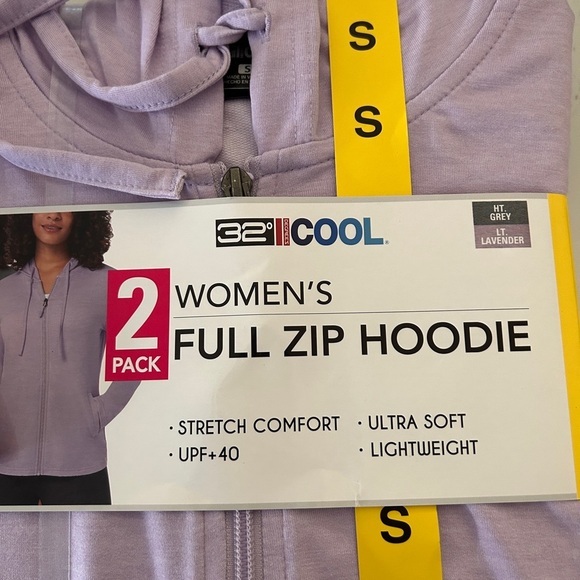 S
S
S
32° DEGREES COOL®
HT.
GREY
LT.
LAVENDER
2
PACK
WOMEN'S
FULL ZIP HOODIE
· STRETCH COMFORT
· ULTRA SOFT
· UPF+40
· LIGHTWEIGHT
S